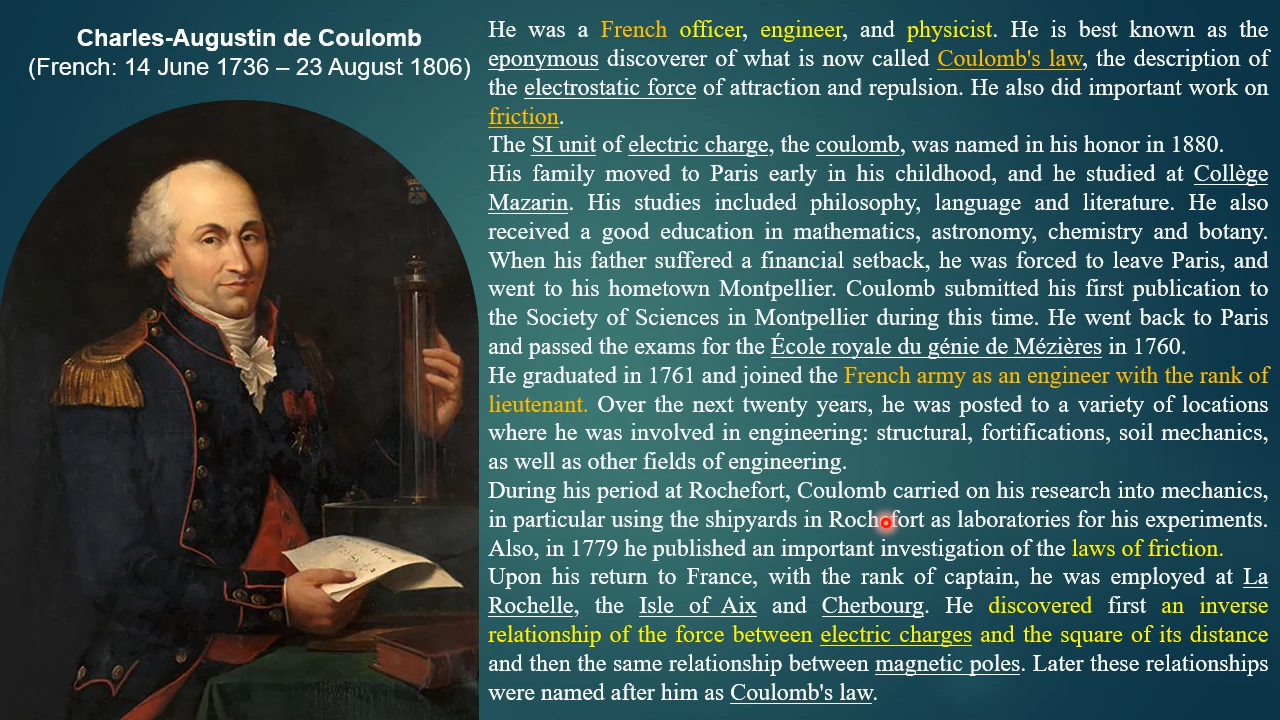 Charles-Augustin de Coulomb
(French: 14 June 1736 – 23 August 1806)
He was a French officer, engineer, and physicist. He is best known as the
eponymous discoverer of what is now called Coulomb's law, the description of
the electrostatic force of attraction and repulsion. He also did important work on
friction.
The SI unit of electric charge, the coulomb, was named in his honor in 1880.
His family moved to Paris early in his childhood, and he studied at Collège
Mazarin. His studies included philosophy, language and literature. He also
received a good education in mathematics, astronomy, chemistry and botany.
When his father suffered a financial setback, he was forced to leave Paris, and
went to his hometown Montpellier. Coulomb submitted his first publication to
the Society of Sciences in Montpellier during this time. He went back to Paris
and passed the exams for the École royale du génie de Mézières in 1760.
He graduated in 1761 and joined the French army as an engineer with the rank of
lieutenant. Over the next twenty years, he was posted to a variety of locations
where he was involved in engineering: structural, fortifications, soil mechanics,
as well as other fields of engineering.
During his period at Rochefort, Coulomb carried on his research into mechanics,
in particular using the shipyards in Rochefort as laboratories for his experiments.
Also, in 1779 he published an important investigation of the laws of friction.
Upon his return to France, with the rank of captain, he was employed at La
Rochelle, the Isle of Aix and Cherbourg. He discovered first an inverse
relationship of the force between electric charges and the square of its distance
and then the same relationship between magnetic poles. Later these relationships
were named after him as Coulomb's law.